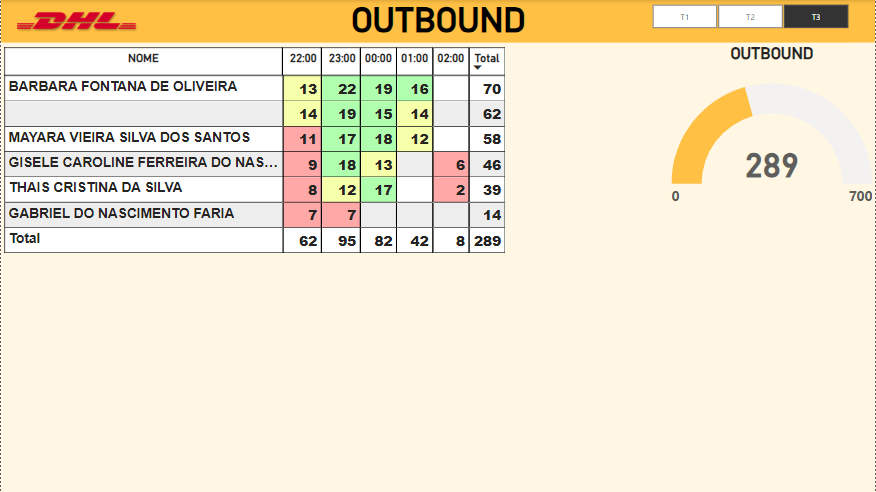 DHL
OUTBOUND
T1 T2 T3
NOME 22:00 23:00 00:00 01:00 02:00 Total
BARBARA FONTANA DE OLIVEIRA 13 22 19 16 70
14 19 15 14 62
MAYARA VIEIRA SILVA DOS SANTOS 11 17 18 12 58
GISELE CAROLINE FERREIRA DO NAS... 9 18 13 6 46
THAIS CRISTINA DA SILVA 8 12 17 2 39
GABRIEL DO NASCIMENTO FARIA 7 7 14
Total 62 95 82 42 8 289
OUTBOUND
289
0 700